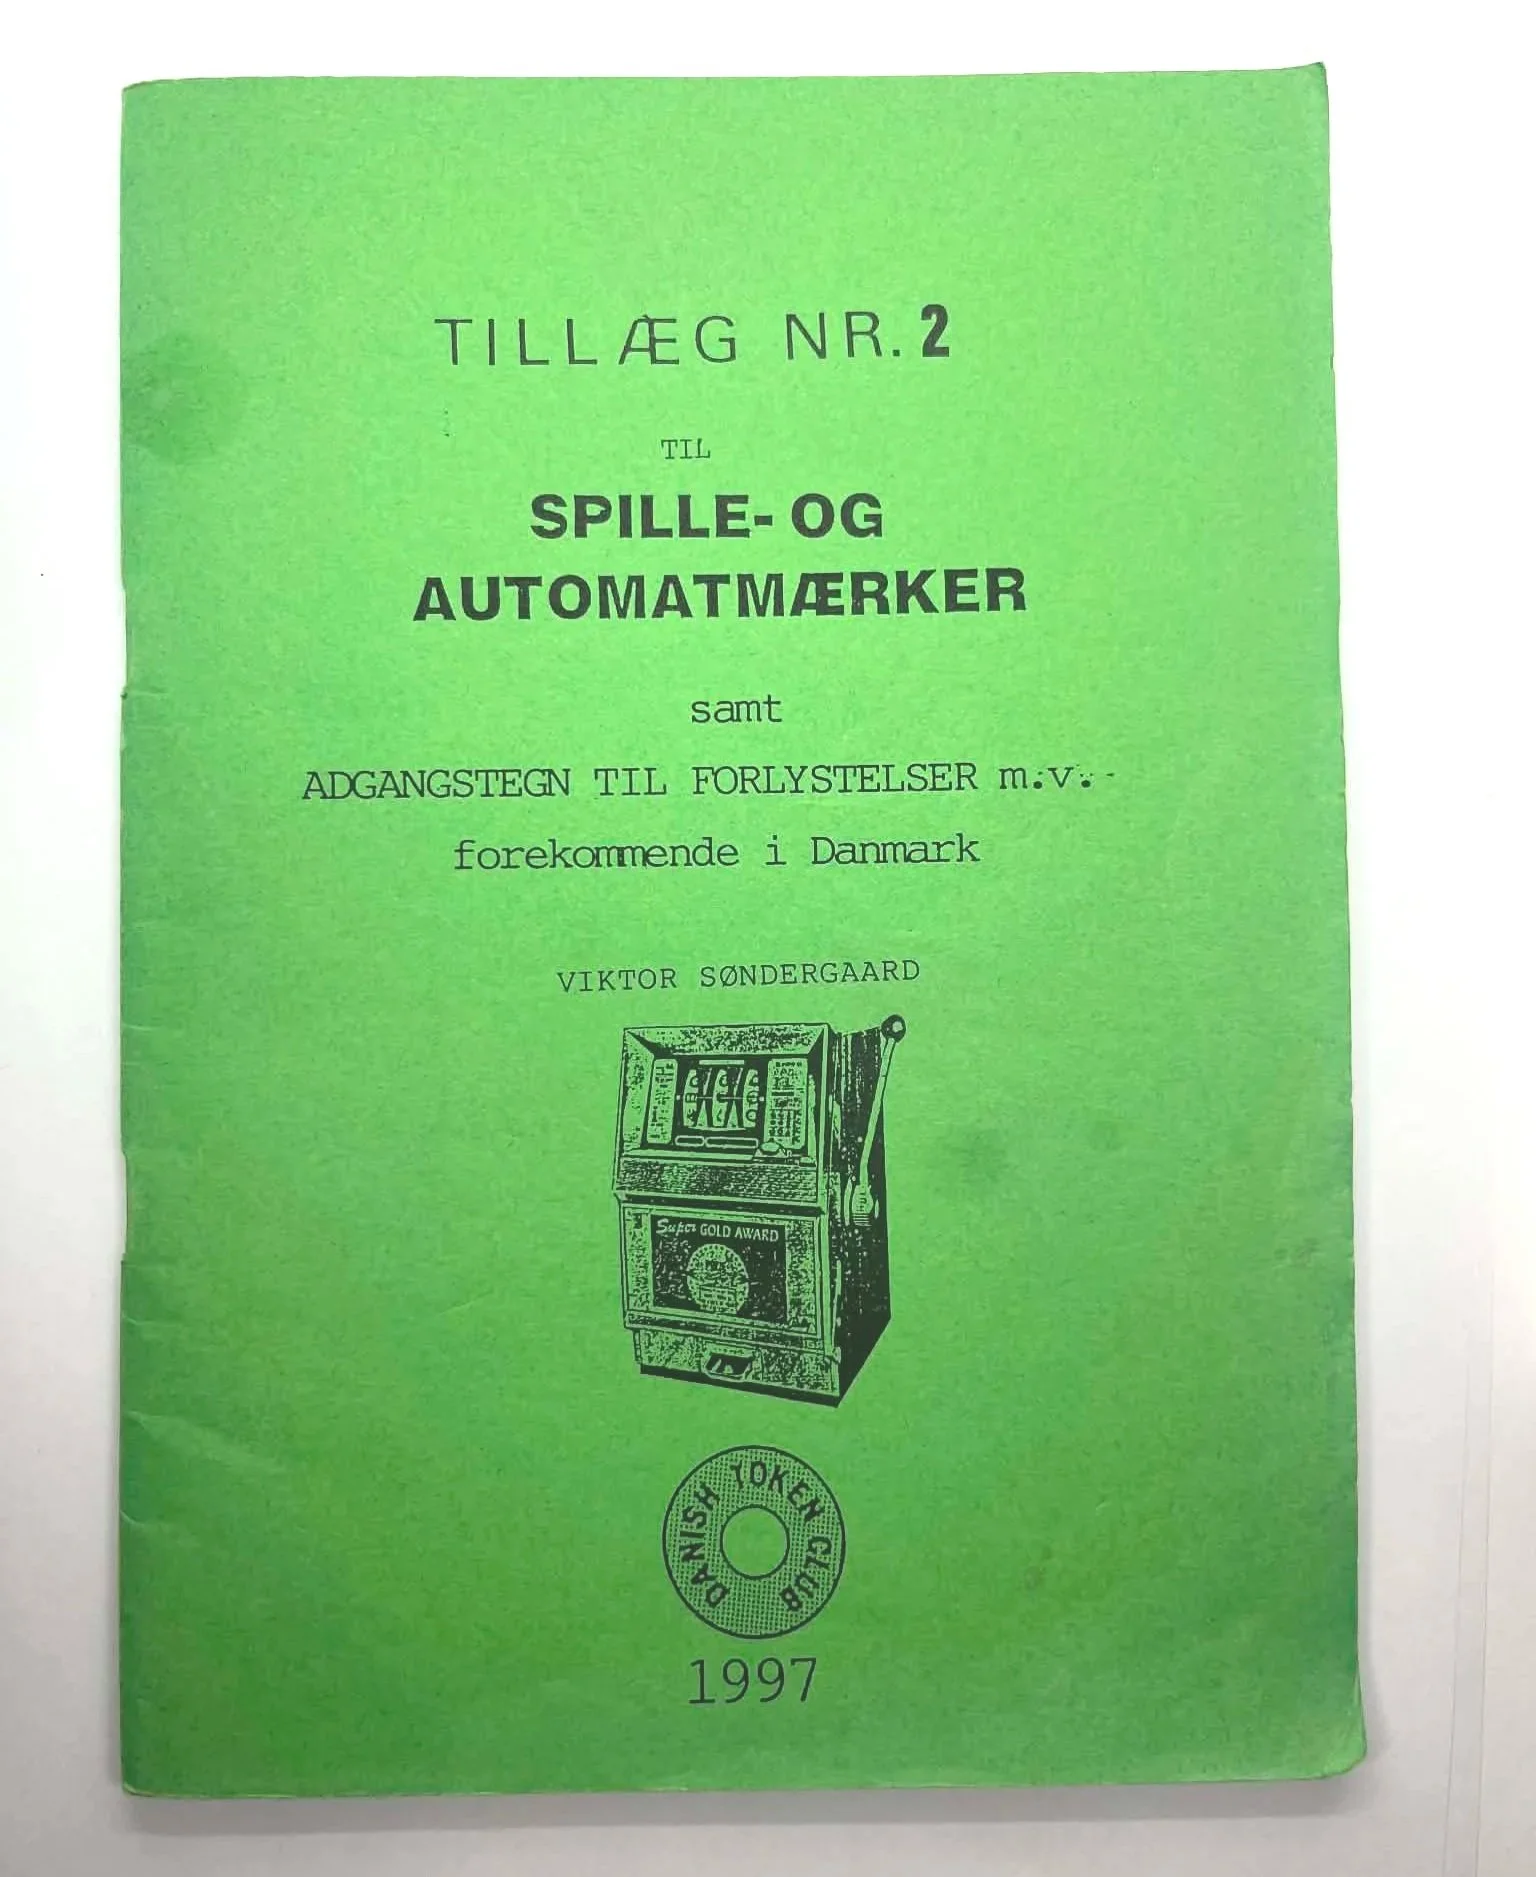 TILLÆG NR. 2
TIL
SPILLE- OG
AUTOMATMÆRKER
samt
ADGANGSTEGN TIL FORLYSTELSER m.v.
forekommende i Danmark
VIKTOR SØNDERGAARD
Super GOLD AWARD
DANISH TOKEN CLUB
1997